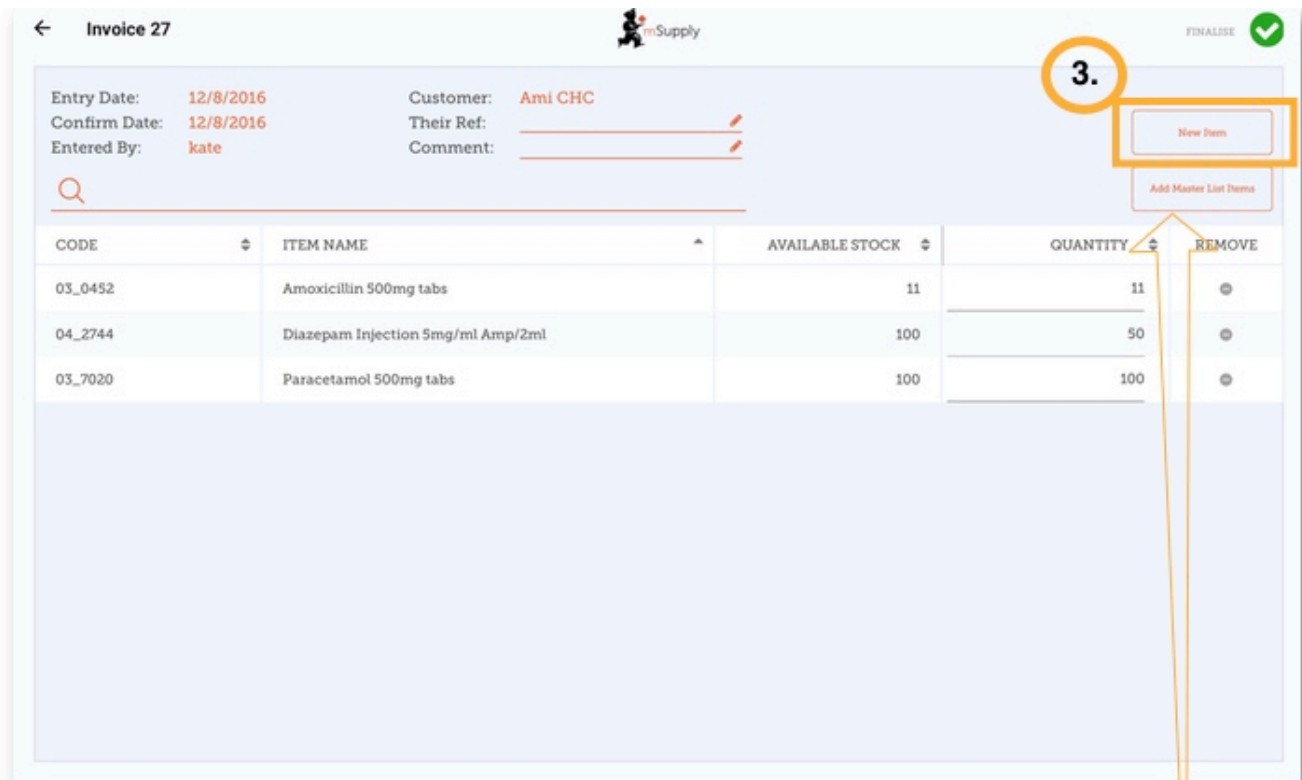 Invoice 27
mSupply
FINALISE
3.
Entry Date: 12/8/2016 Customer: Ami CHC
Confirm Date: 12/8/2016 Their Ref:
Entered By: kate Comment:
New Item
Add Master List Items
CODE ITEM NAME AVAILABLE STOCK QUANTITY REMOVE
03_0452 Amoxicillin 500mg tabs 11 11
04_2744 Diazepam Injection 5mg/ml Amp/2ml 100 50
03_7020 Paracetamol 500mg tabs 100 100